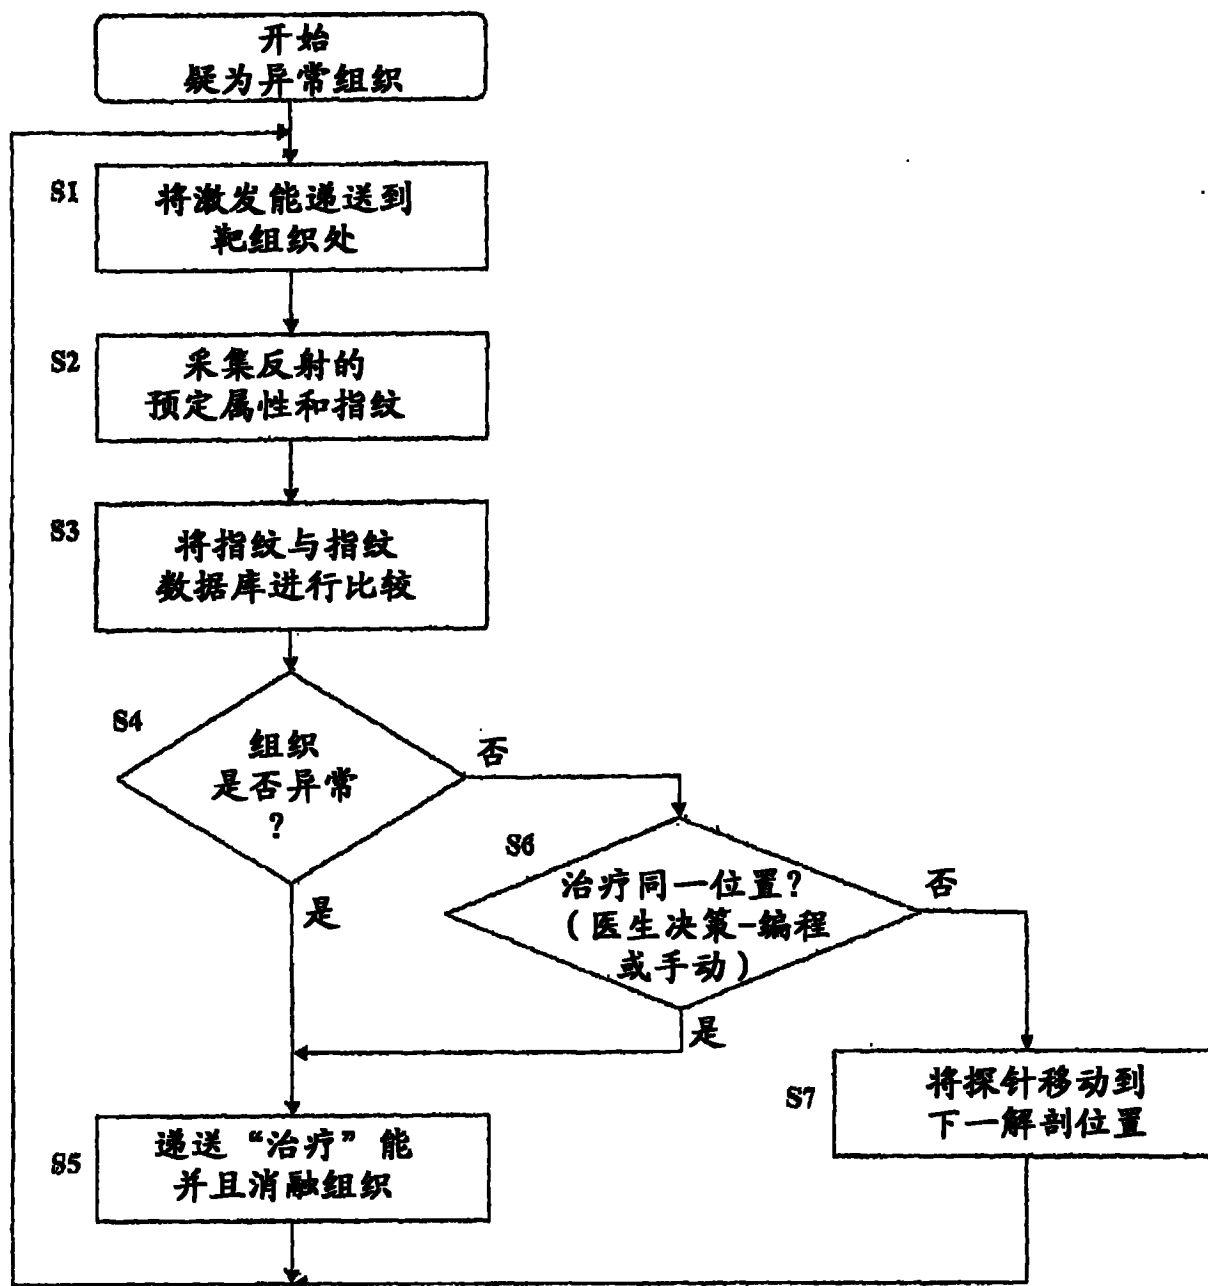 开始
疑为异常组织
S1
将激发能递送到
靶组织处
S2
采集反射的
预定属性和指纹
S3
将指纹与指纹
数据库进行比较
S4
组织
是否异常
?
否
是
S6
治疗同一位置?
(医生决策-编程
或手动)
否
是
S7
将探针移动到
下一解剖位置
S5
递送“治疗”能
并且消融组织